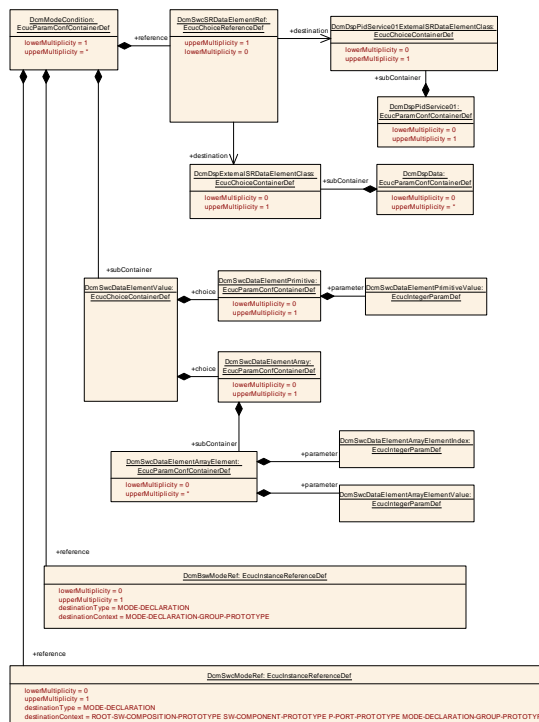 DcmModeCondition:
EcucParamConfContainerDef
lowerMultiplicity = 1
upperMultiplicity = *
+reference
DcmSwcSRDataElementRef:
EcucChoiceReferenceDef
upperMultiplicity = 1
lowerMultiplicity = 0
+destination
DcmDspPidService01ExternalSRDataElementClass:
EcucChoiceContainerDef
lowerMultiplicity = 0
upperMultiplicity = 1
+subContainer
DcmDspPidService01:
EcucParamConfContainerDef
lowerMultiplicity = 0
upperMultiplicity = 1
+destination
DcmDspExternalSRDataElementClass:
EcucChoiceContainerDef
lowerMultiplicity = 0
upperMultiplicity = 1
+subContainer
DcmDspData:
EcucParamConfContainerDef
lowerMultiplicity = 0
upperMultiplicity = *
+subContainer
DcmSwcDataElementValue:
EcucChoiceContainerDef
+choice
DcmSwcDataElementPrimitive:
EcucParamConfContainerDef
lowerMultiplicity = 0
upperMultiplicity = 1
+parameter
DcmSwcDataElementPrimitiveValue:
EcucIntegerParamDef
+choice
DcmSwcDataElementArray:
EcucParamConfContainerDef
lowerMultiplicity = 0
upperMultiplicity = 1
+subContainer
DcmSwcDataElementArrayElement:
EcucParamConfContainerDef
lowerMultiplicity = 0
upperMultiplicity = *
+parameter
DcmSwcDataElementArrayElementIndex:
EcucIntegerParamDef
+parameter
DcmSwcDataElementArrayElementValue:
EcucIntegerParamDef
+reference
DcmBswModeRef: EcucInstanceReferenceDef
lowerMultiplicity = 0
upperMultiplicity = 1
destinationType = MODE-DECLARATION
destinationContext = MODE-DECLARATION-GROUP-PROTOTYPE
+reference
DcmSwcModeRef: EcucInstanceReferenceDef
lowerMultiplicity = 0
upperMultiplicity = 1
destinationType = MODE-DECLARATION
destinationContext = ROOT-SW-COMPOSITION-PROTOTYPE SW-COMPONENT-PROTOTYPE P-PORT-PROTOTYPE MODE-DECLARATION-GROUP-PROTOTYPE